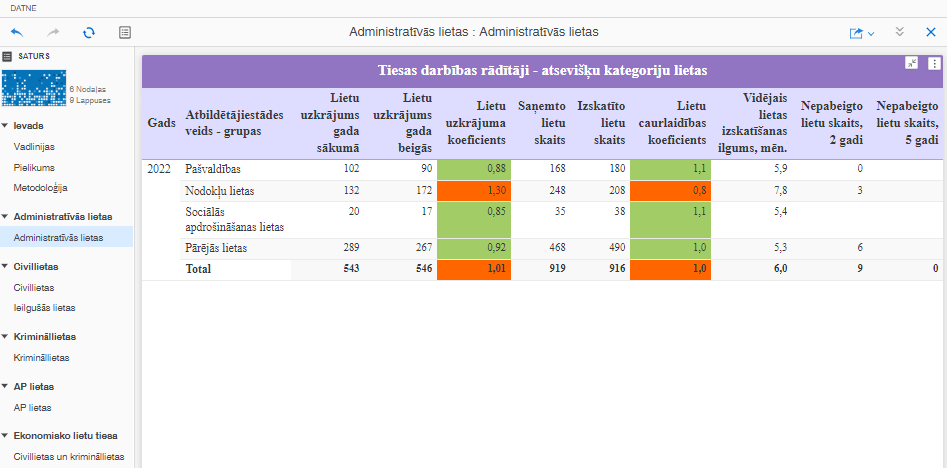 DATNE
Administratīvās lietas : Administratīvās lietas
SATURS
6 Nodaļas
9 Lappuses
Ievads
Vadlīnijas
Pielikums
Metodoloģija
Administratīvās lietas
Administratīvās lietas
Civillietas
Civillietas
Ieilgušās lietas
Krimināllietas
Krimināllietas
AP lietas
AP lietas
Ekonomisko lietu tiesa
Civillietas un krimināllietas
Tiesas darbības rādītāji - atsevišķu kategoriju lietas
Gads
Atbildētājiestādes
veids - grupas
Lietu
uzkrājums
gada
sākumā
Lietu
uzkrājums
gada
beigās
Lietu
uzkrājuma
koeficients
Saņemto
lietu
skaits
Izskatīto
lietu
skaits
Lietu
caurlaidības
koeficients
Vidējais
lietas
izskatīšanas
ilgums, mēn.
Nepabeigto
lietu skaits,
2 gadi
Nepabeigto
lietu skaits,
5 gadi
2022 Pašvaldības 102 90 0,88 168 180 1,1 5,9 0
Nodokļu lietas 132 172 1,30 248 208 0,8 7,8 3
Sociālās 20 17 0,85 35 38 1,1 5,4
apdrošināšanas lietas
Pārējās lietas 289 267 0,92 468 490 1,0 5,3 6
Total 543 546 1,01 919 916 1,0 6,0 9 0